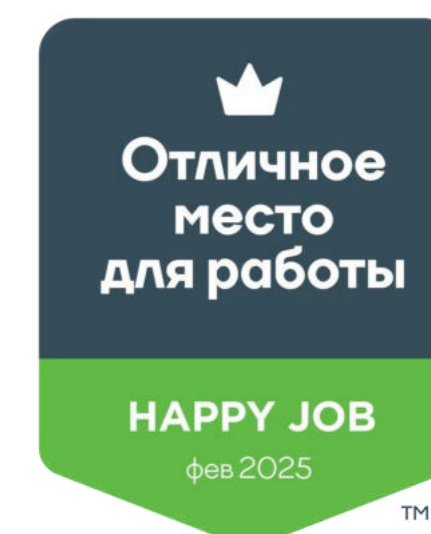 Отличное
место
для работы
HAPPY JOB
фев 2025
TM